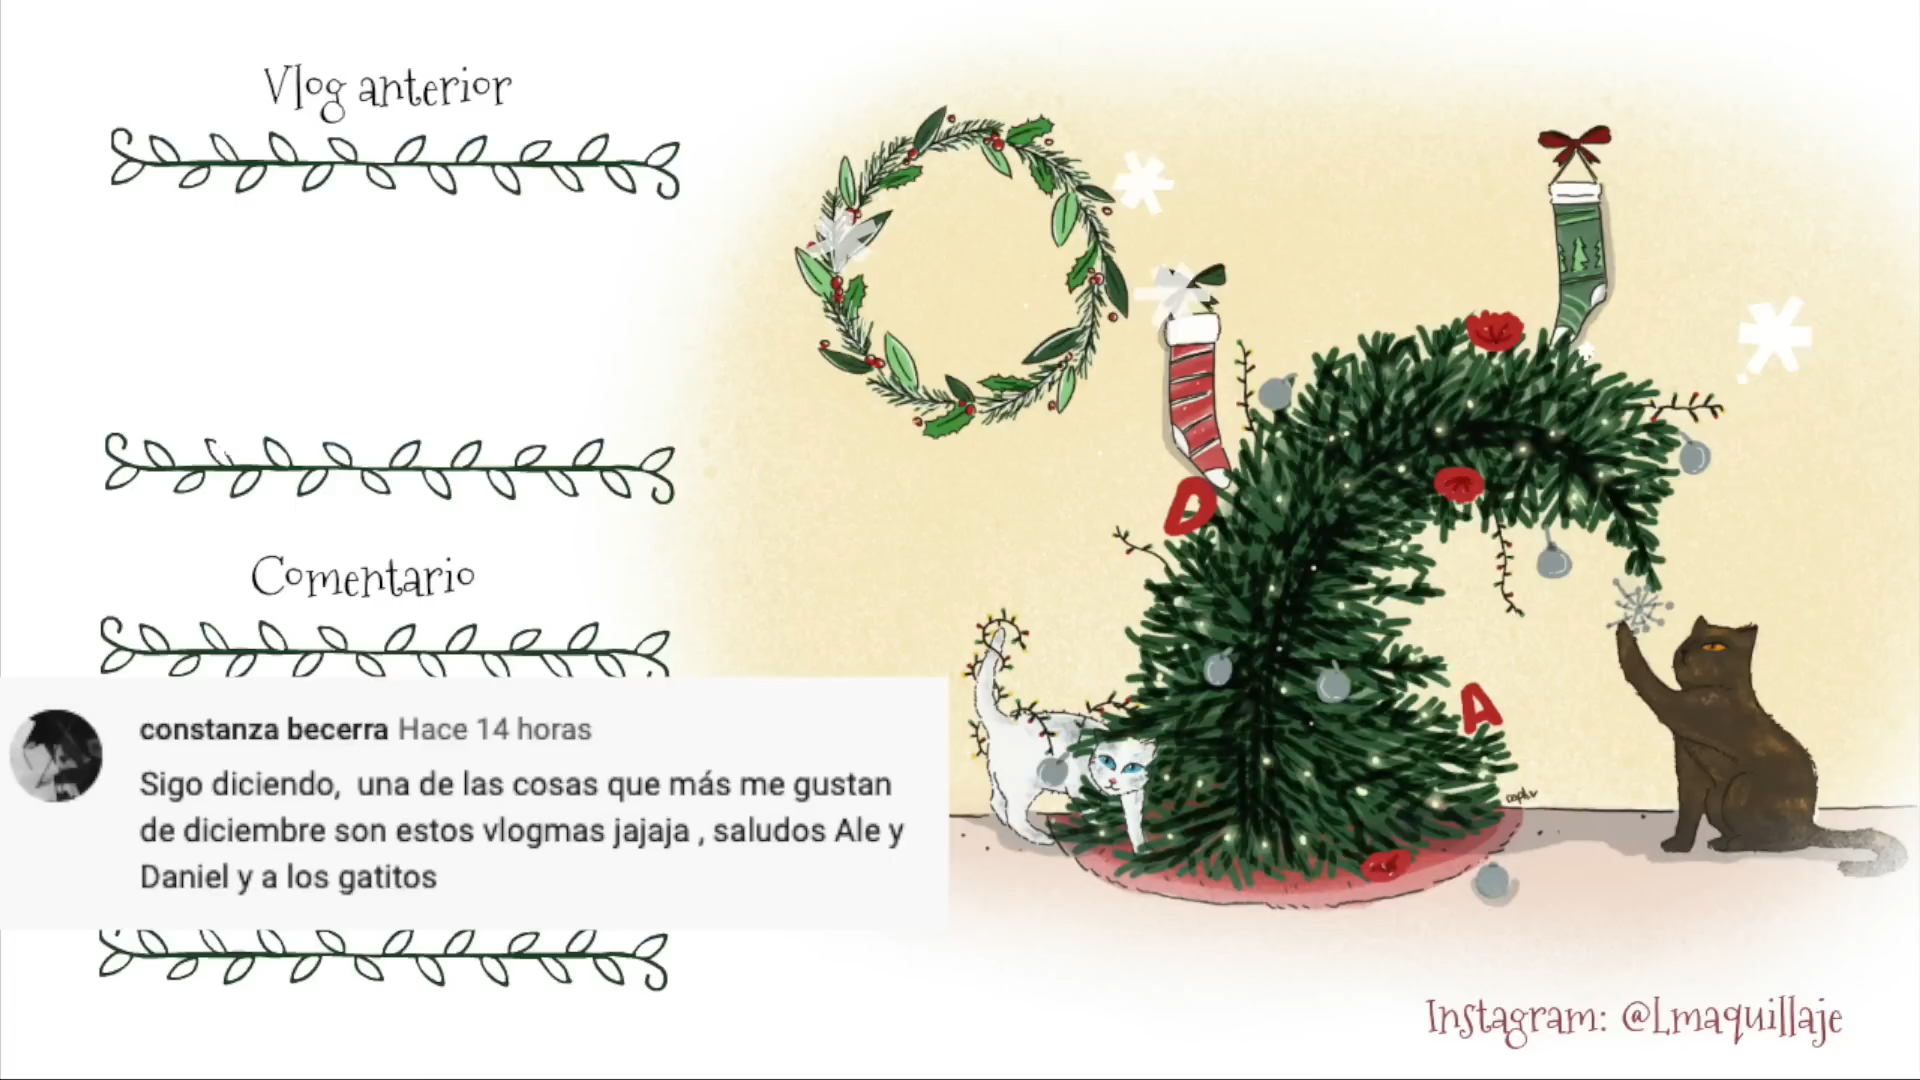 Vlog anterior
Comentario
constanza becerra Hace 14 horas
Sigo diciendo,  una de las cosas que más me gustan
de diciembre son estos vlogmas jajaja , saludos Ale y
Daniel y a los gatitos
D
A
Instagram: @Lmaquillaje